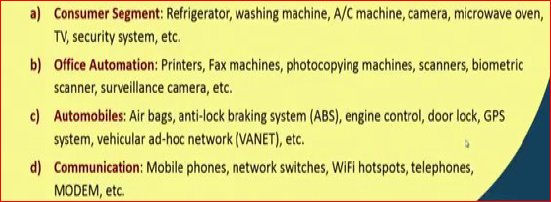 a) Consumer Segment: Refrigerator, washing machine, A/C machine, camera, microwave oven,
TV, security system, etc.
b) Office Automation: Printers, Fax machines, photocopying machines, scanners, biometric
scanner, surveillance camera, etc.
c) Automobiles: Air bags, anti-lock braking system (ABS), engine control, door lock, GPS
system, vehicular ad-hoc network (VANET), etc.
d) Communication: Mobile phones, network switches, WiFi hotspots, telephones,
MODEM, etc.